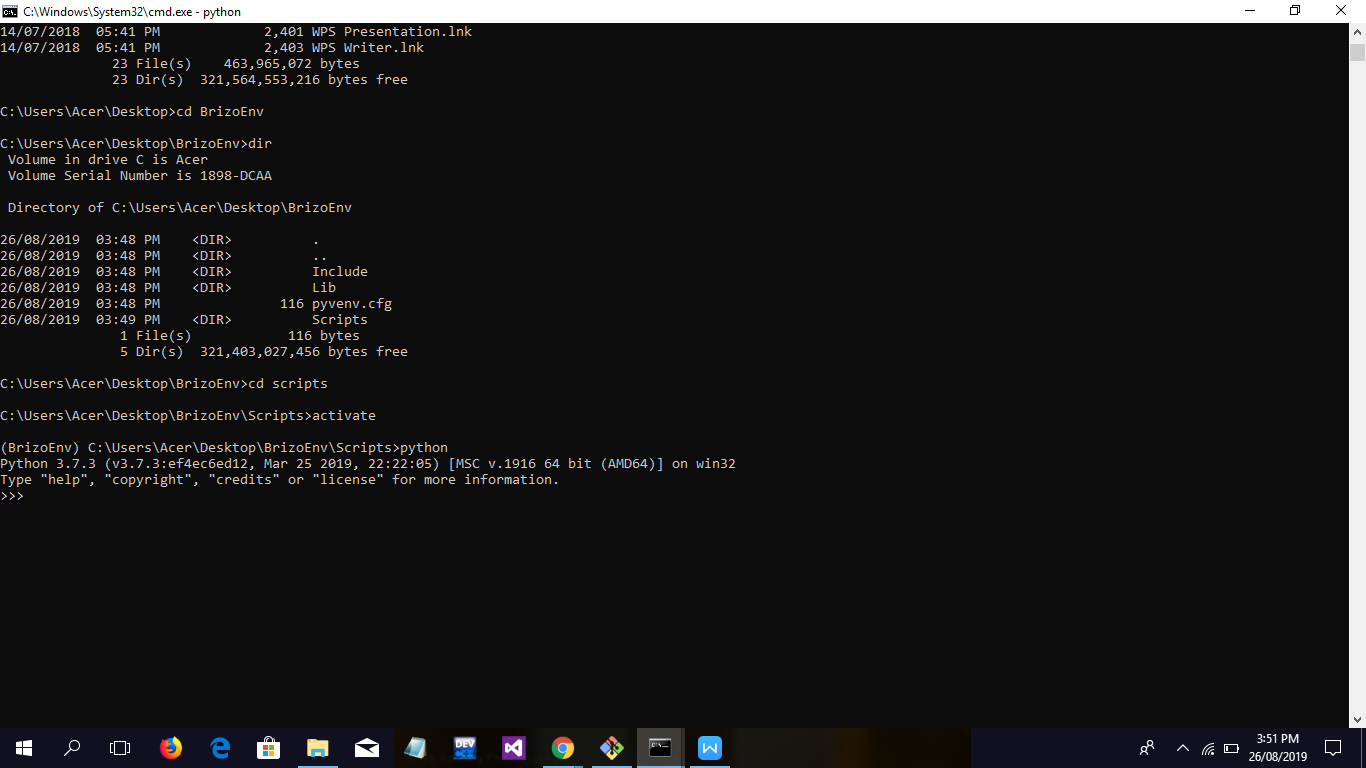 C:\Windows\System32\cmd.exe - python
14/07/2018  05:41 PM             2,401 WPS Presentation.lnk
14/07/2018  05:41 PM             2,403 WPS Writer.lnk
              23 File(s)    463,965,072 bytes
              23 Dir(s)  321,564,553,216 bytes free
C:\Users\Acer\Desktop>cd BrizoEnv
C:\Users\Acer\Desktop\BrizoEnv>dir
 Volume in drive C is Acer
 Volume Serial Number is 1898-DCAA
 Directory of C:\Users\Acer\Desktop\BrizoEnv
26/08/2019  03:48 PM    <DIR>          .
26/08/2019  03:48 PM    <DIR>          ..
26/08/2019  03:48 PM    <DIR>          Include
26/08/2019  03:48 PM    <DIR>          Lib
26/08/2019  03:48 PM               116 pyvenv.cfg
26/08/2019  03:49 PM    <DIR>          Scripts
               1 File(s)            116 bytes
               5 Dir(s)  321,403,027,456 bytes free
C:\Users\Acer\Desktop\BrizoEnv>cd scripts
C:\Users\Acer\Desktop\BrizoEnv\Scripts>activate
(BrizoEnv) C:\Users\Acer\Desktop\BrizoEnv\Scripts>python
Python 3.7.3 (v3.7.3:ef4ec6ed12, Mar 25 2019, 22:22:05) [MSC v.1916 64 bit (AMD64)] on win32
Type "help", "copyright", "credits" or "license" for more information.
>>>
DEV
W
3:51 PM
26/08/2019